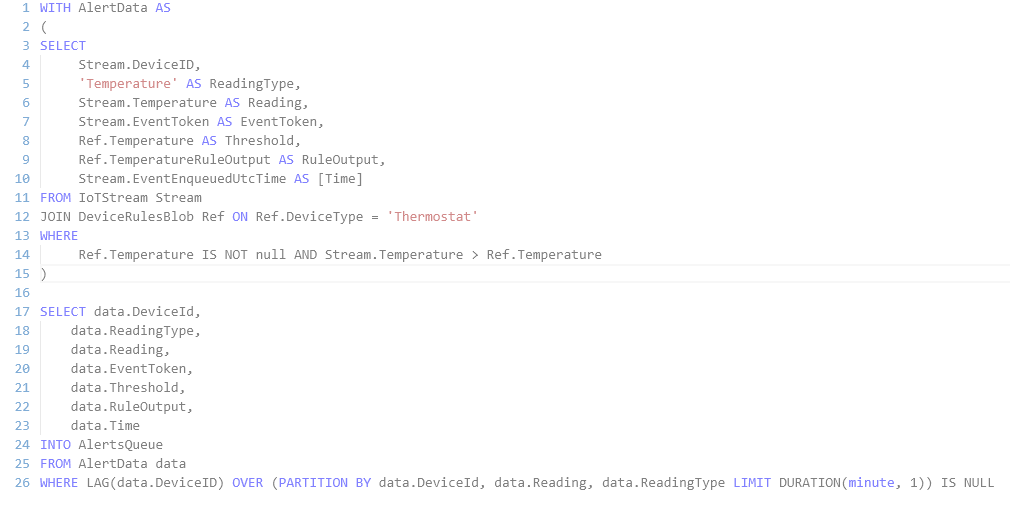 1 WITH AlertData AS
2 (
3 SELECT
4 Stream.DeviceID,
5 'Temperature' AS ReadingType,
6 Stream.Temperature AS Reading,
7 Stream.EventToken AS EventToken,
8 Ref.Temperature AS Threshold,
9 Ref.TemperatureRuleOutput AS RuleOutput,
10 Stream.EventEnqueuedUtcTime AS [Time]
11 FROM IoTStream Stream
12 JOIN DeviceRulesBlob Ref ON Ref.DeviceType = 'Thermostat'
13 WHERE
14 Ref.Temperature IS NOT null AND Stream.Temperature > Ref.Temperature
15 )
16
17 SELECT data.DeviceId,
18 data.ReadingType,
19 data.Reading,
20 data.EventToken,
21 data.Threshold,
22 data.RuleOutput,
23 data.Time
24 INTO AlertsQueue
25 FROM AlertData data
26 WHERE LAG(data.DeviceID) OVER (PARTITION BY data.DeviceId, data.Reading, data.ReadingType LIMIT DURATION(minute, 1)) IS NULL